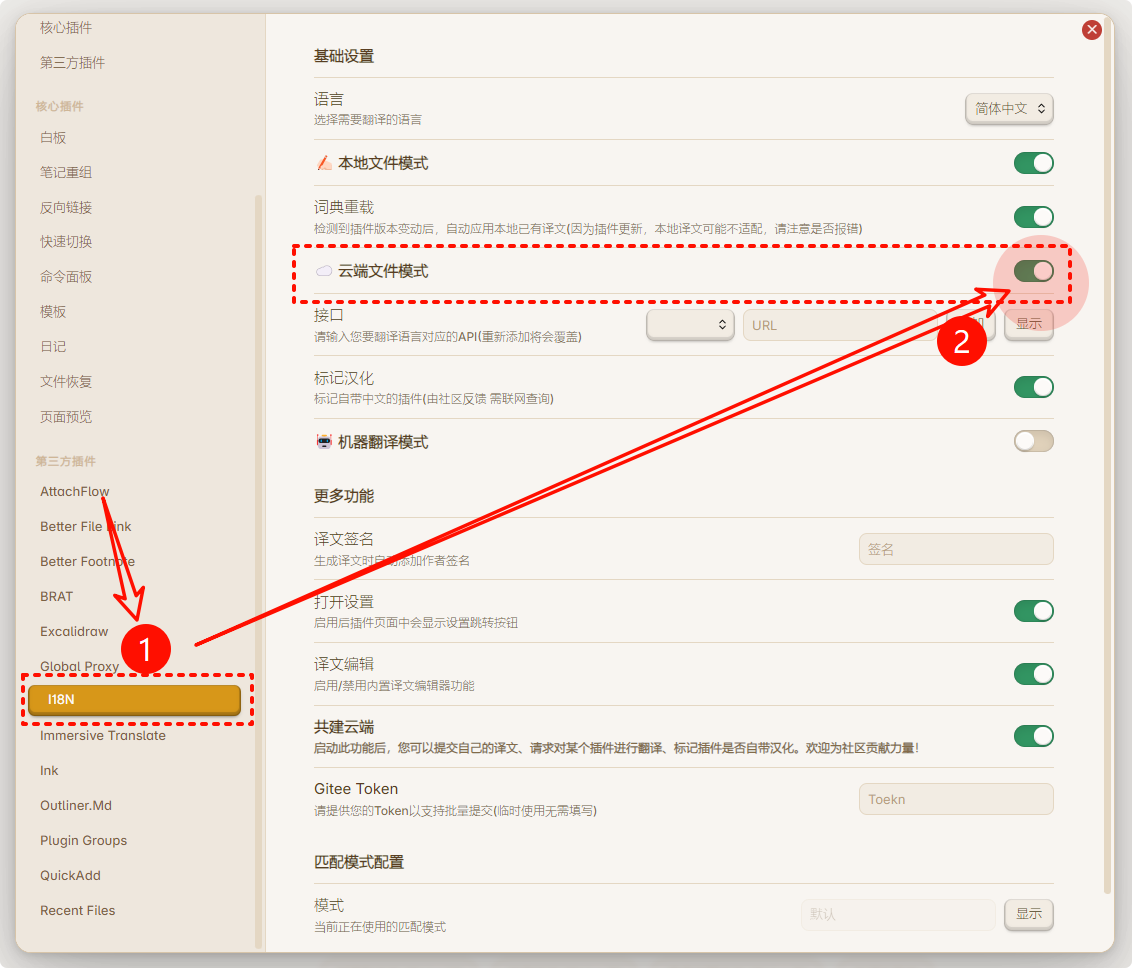 核心插件
第三方插件
核心插件
白板
笔记重组
反向链接
快速切换
命令面板
模板
日记
文件恢复
页面预览
第三方插件
AttachFlow
Better File Link
Better Footnote
BRAT
Excalidraw
1
Global Proxy
I18N
Immersive Translate
Ink
Outliner.Md
Plugin Groups
QuickAdd
Recent Files
基础设置
语言
简体中文
选择需要翻译的语言
本地文件模式
词典重载
检测到插件版本变动后，自动应用本地已有译文(因为插件更新，本地译文可能不适配，请注意是否报错)
云端文件模式
接口
URL
显示
请输入您要翻译语言对应的API(重新添加将会覆盖)
2
标记汉化
标记自带中文的插件(由社区反馈 需联网查询)
机器翻译模式
更多功能
译文签名
签名
生成译文时自动添加作者签名
打开设置
启用后插件页面中会显示设置跳转按钮
译文编辑
启用/禁用内置译文编辑器功能
共建云端
启动此功能后，您可以提交自己的译文、请求对某个插件进行翻译、标记插件是否自带汉化。欢迎为社区贡献力量！
Gitee Token
Toekn
请提供您的Token以支持批量提交(临时使用无需填写)
匹配模式配置
模式
默认
显示
当前正在使用的匹配模式